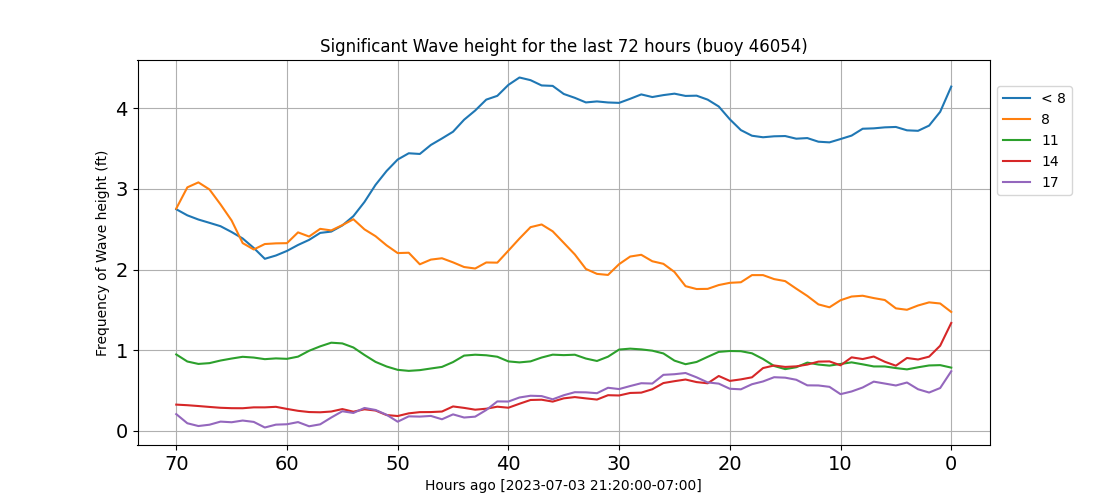 Significant Wave height for the last 72 hours (buoy 46054)
Frequency of Wave height (ft)
4
3
2
1
0
70 60 50 40 30 20 10 0
Hours ago [2023-07-03 21:20:00-07:00]
< 8
8
11
14
17